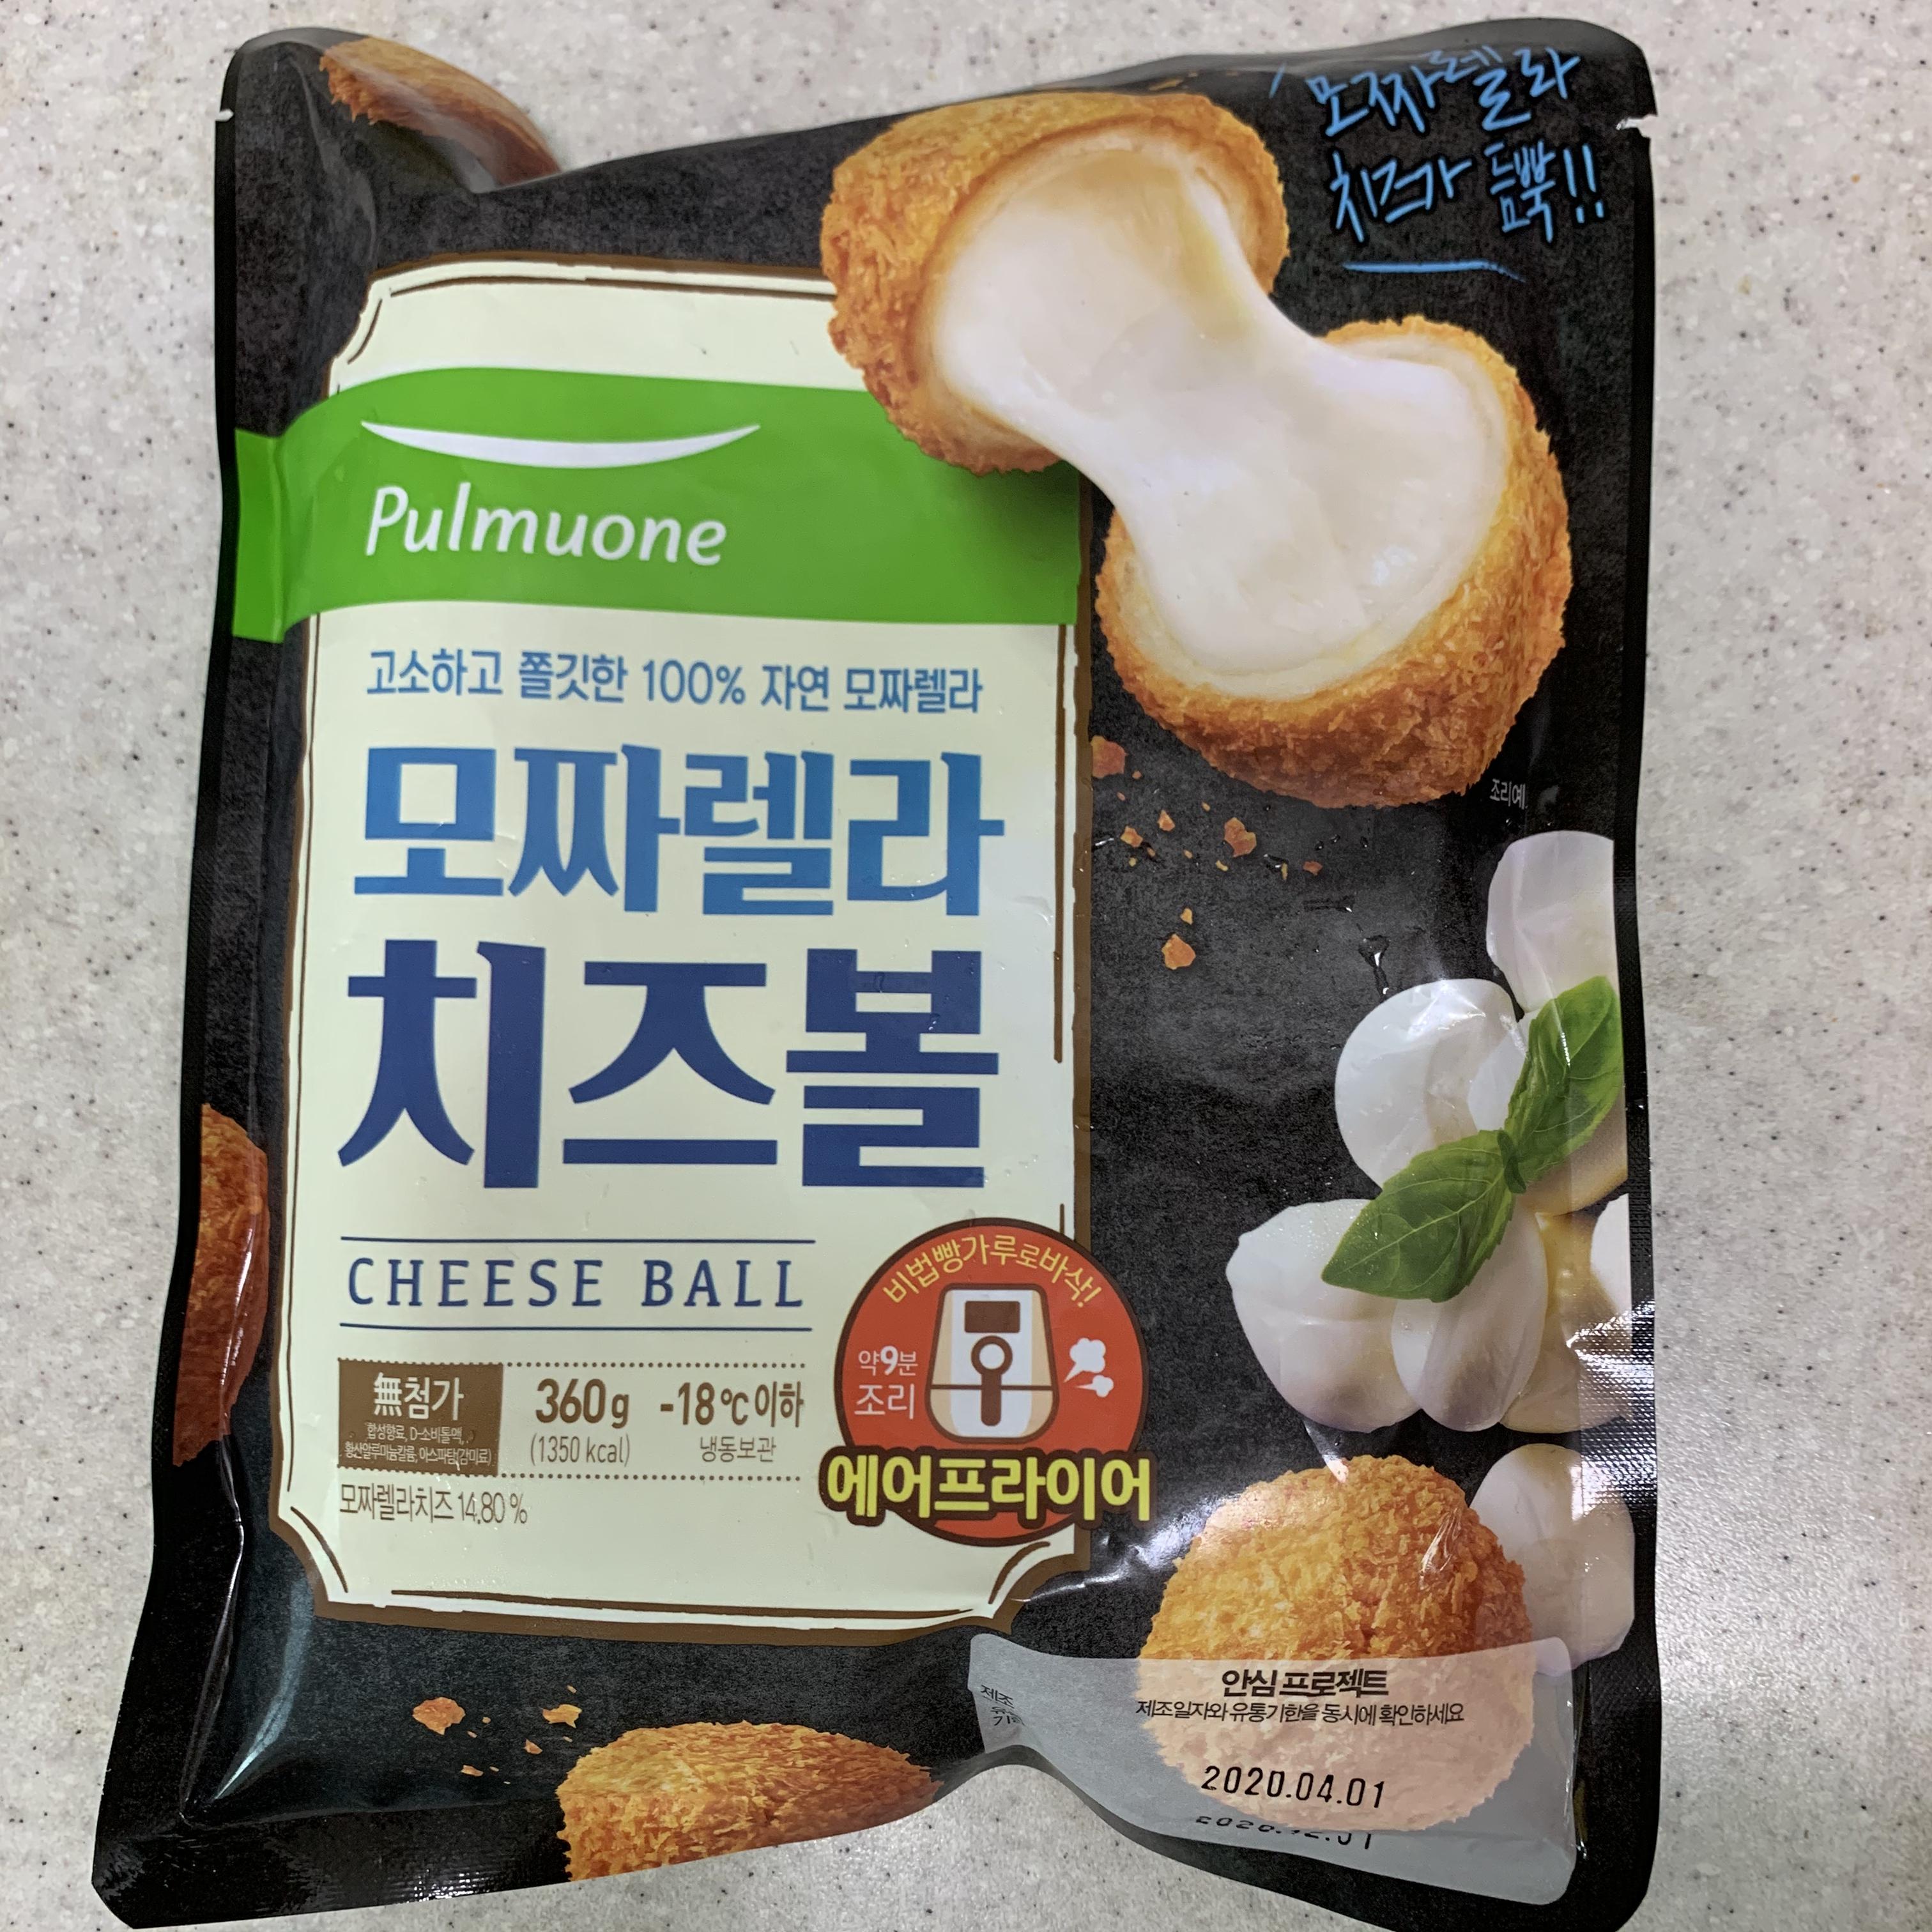 모짜렐라
치즈가 듬뿍!!
Pulmuone
고소하고 쫄깃한 100% 자연 모짜렐라
모짜렐라
치즈볼
조리예
CHEESE BALL
無첨가
합성향료, D-소비톨액,
황산알루미늄칼륨, 아스파탐(감미료)
360g
(1350 kcal)
-18℃이하
냉동보관
모짜렐라치즈 14.80 %
비법빵가루로바삭!
약9분
조리
에어프라이어
안심 프로젝트
제조일자와 유통기한을 동시에 확인하세요
제조
2020.04.01